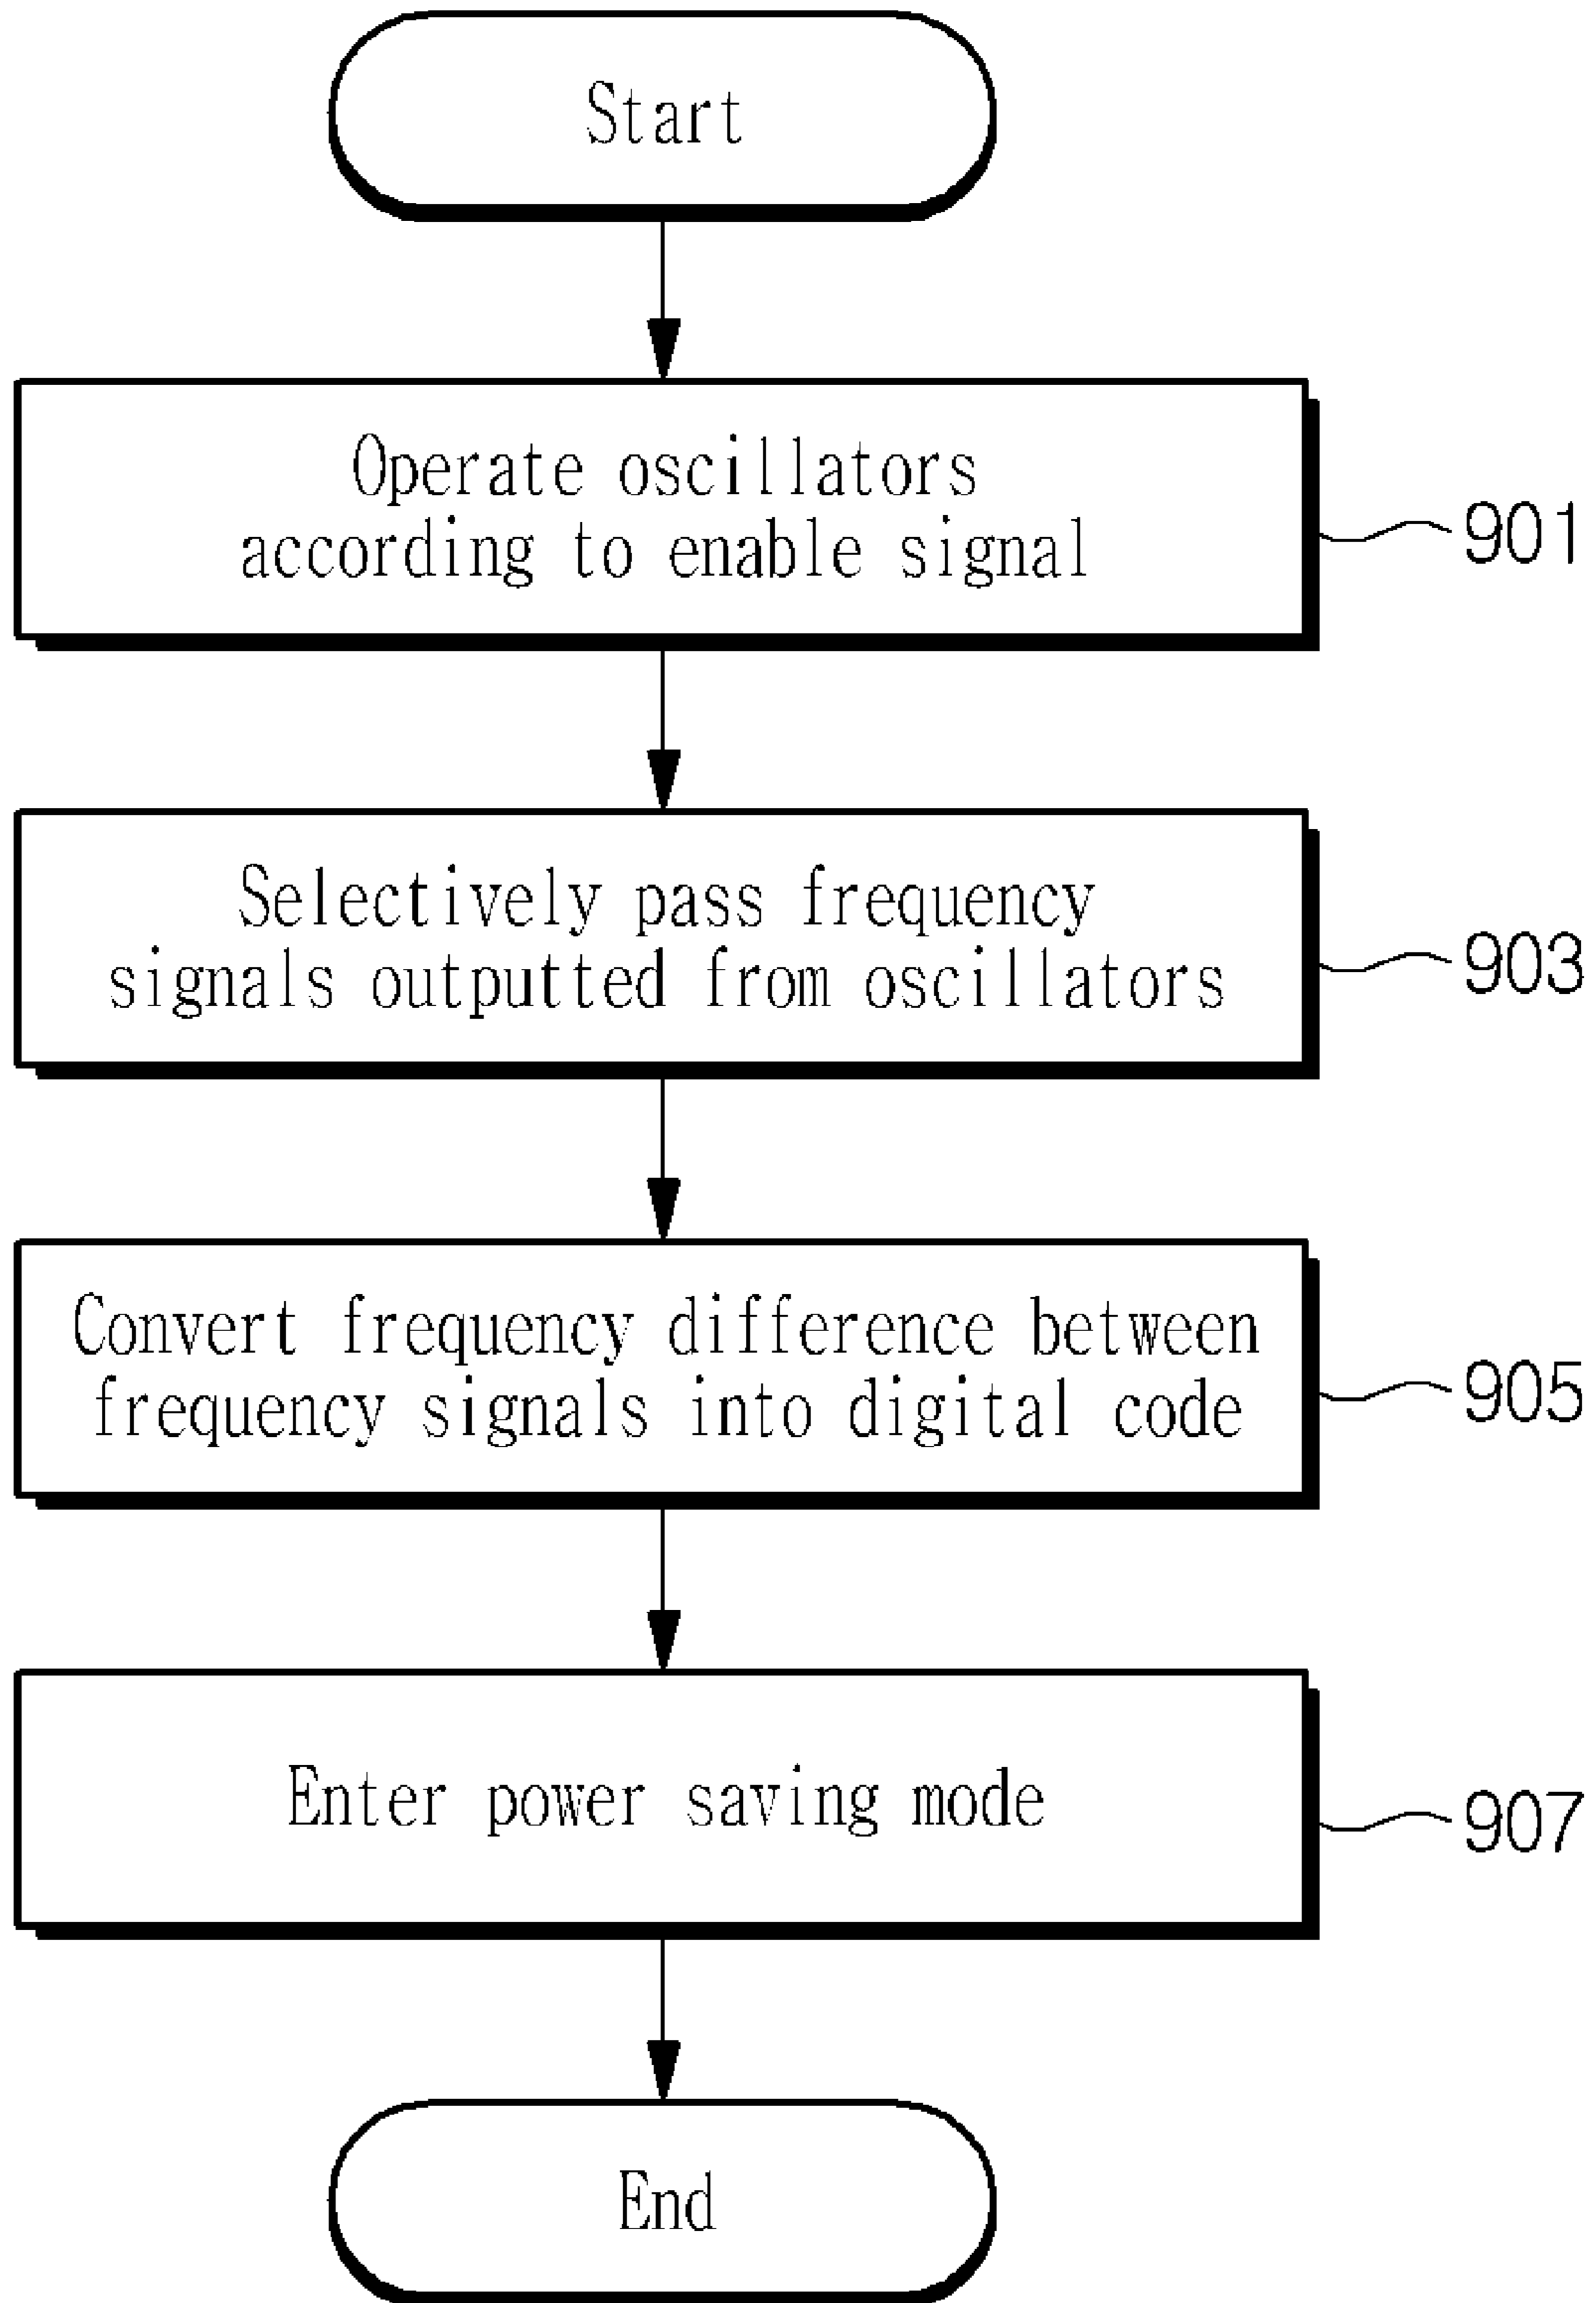 Start
Operate oscillators
according to enable signal
901
Selectively pass frequency
signals outputted from oscillators
903
Convert frequency difference between
frequency signals into digital code
905
Enter power saving mode
907
End